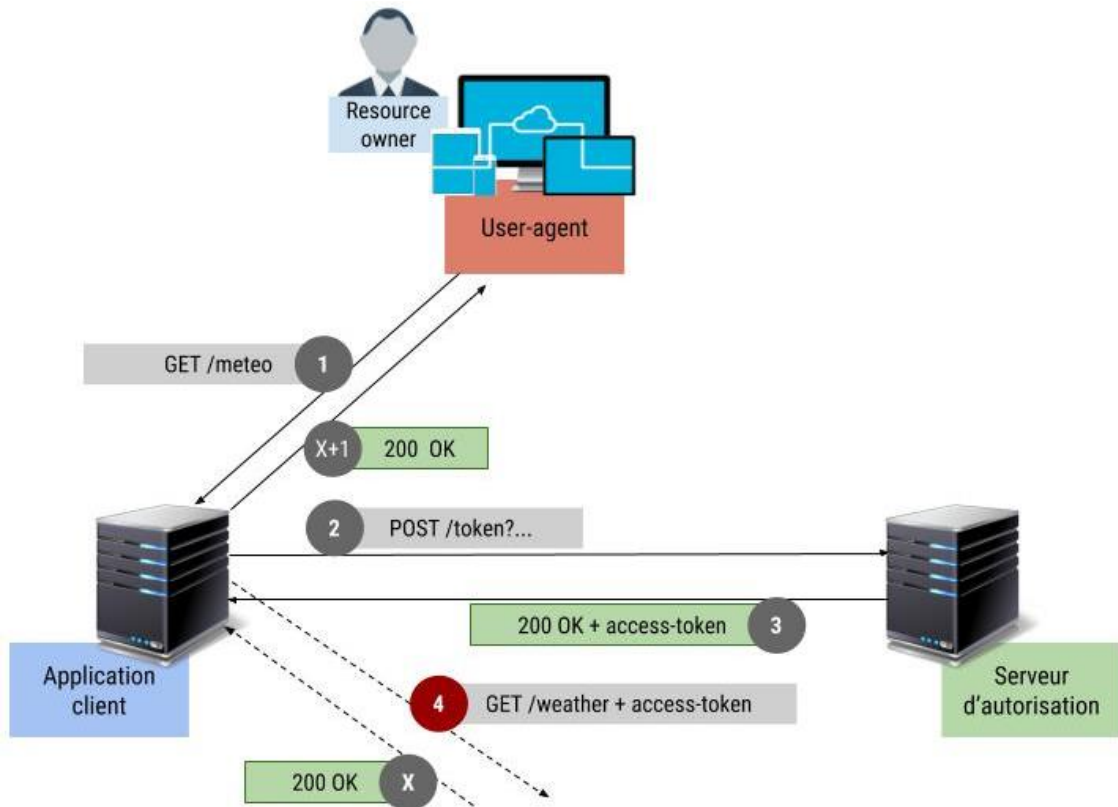 Resource
owner
User-agent
GET /meteo 1
X+1 200 OK
2 POST /token?...
200 OK + access-token 3
Application
client
Serveur
d'autorisation
4 GET /weather + access-token
200 OK X